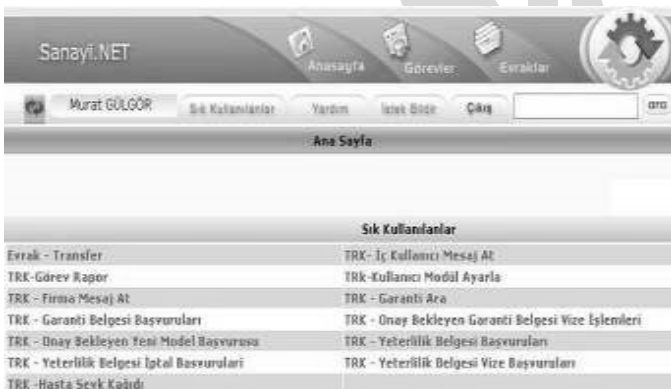 Sanayi.NET
Anasayfa Görevler Evraklar
Murat GÜLGÖR Sık Kullanılanlar Yardım İstek Bildir Çıkış ara
Ana Sayfa
Sık Kullanılanlar
Evrak - Transfer TRK- İç Kullanıcı Mesaj At
TRK-Görev Rapor TRk-Kullanıcı Modül Ayarla
TRK - Firma Mesaj At TRK - Garanti Ara
TRK - Garanti Belgesi Başvuruları TRK - Onay Bekleyen Garanti Belgesi Vize İşlemleri
TRK - Onay Bekleyen Yeni Model Başvurusu TRK - Yeterlilik Belgesi Başvuruları
TRK - Yeterlilik Belgesi İptal Basvurulari TRK - Yeterlilik Belgesi Vize Başvuruları
TRK -Hasta Sevk Kağıdı